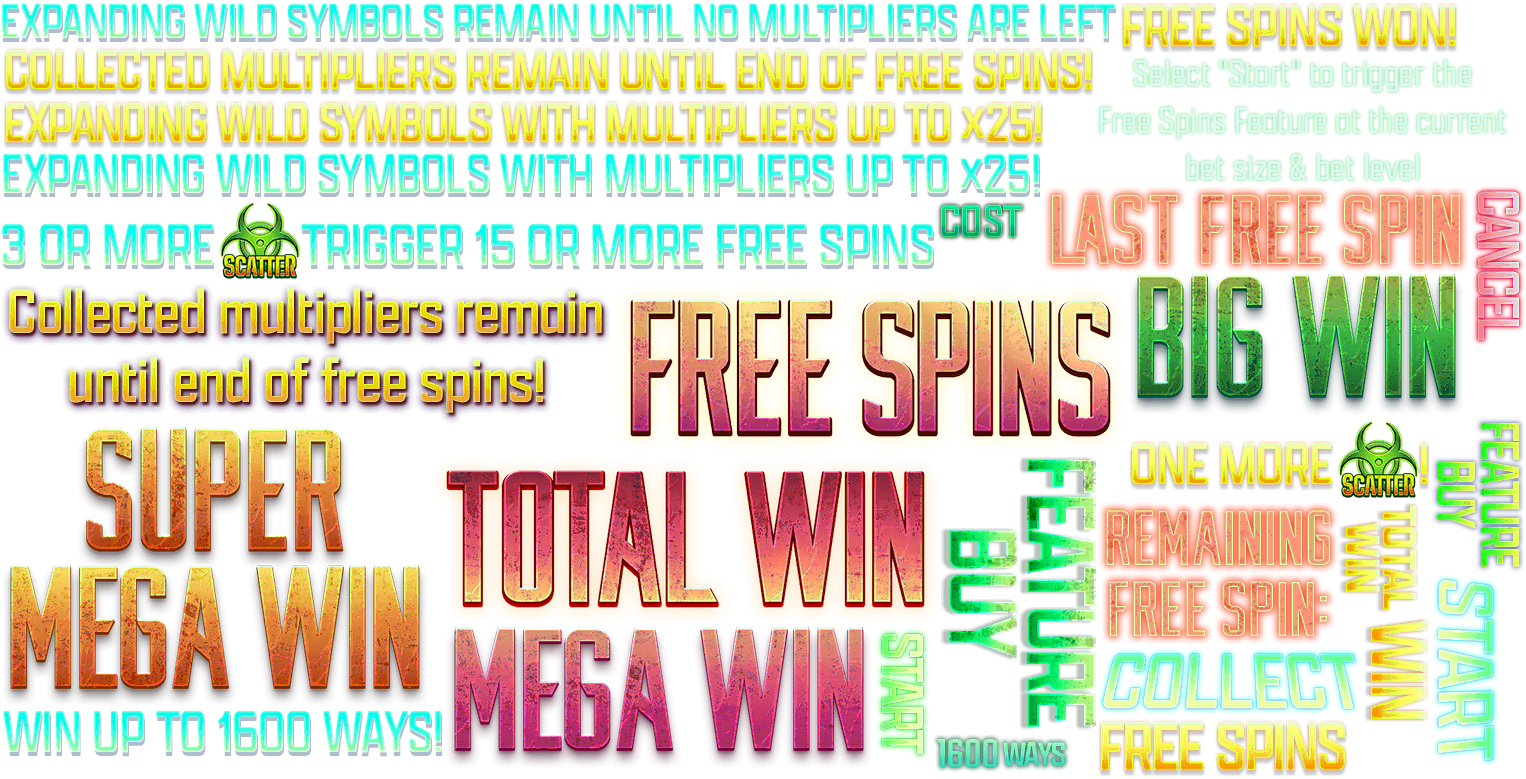 EXPANDING WILD SYMBOLS REMAIN UNTIL NO MULTIPLIERS ARE LEFT
COLLECTED MULTIPLIERS REMAIN UNTIL END OF FREE SPINS!
EXPANDING WILD SYMBOLS WITH MULTIPLIERS UP TO X25!
EXPANDING WILD SYMBOLS WITH MULTIPLIERS UP TO X25!
FREE SPINS WON!
Select "Start" to trigger the
Free Spins Feature at the current
bet size & bet level
3 OR MORE SCATTER TRIGGER 15 OR MORE FREE SPINS
COST
LAST FREE SPIN
CANCEL
Collected multipliers remain
until end of free spins!
FREE SPINS
BIG WIN
SUPER
MEGA WIN
TOTAL WIN
MEGA WIN
FEATURE
BUY
ONE MORE SCATTER!
FEATURE
BUY
REMAINING
FREE SPIN:
TOTAL
WIN
WIN
START
START
COLLECT
WIN UP TO 1600 WAYS!
1600 WAYS
FREE SPINS